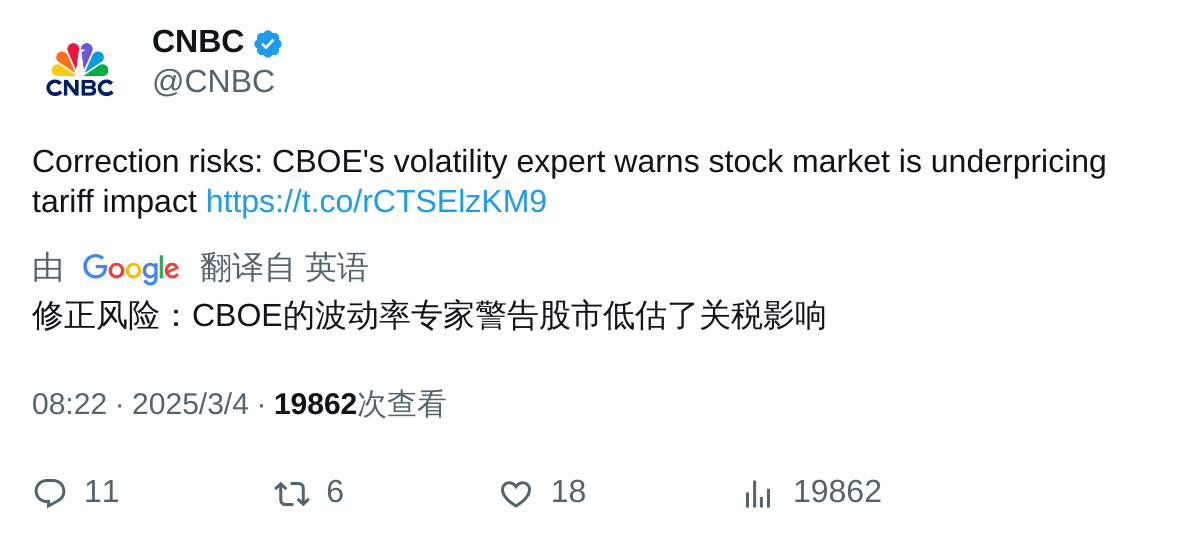 CNBC
CNBC
@CNBC
Correction risks: CBOE's volatility expert warns stock market is underpricing
tariff impact https://t.co/rCTSElzKM9
由 Google 翻译自 英语
修正风险：CBOE的波动率专家警告股市低估了关税影响
08:22 · 2025/3/4 · 19862次查看
11 6 18 19862